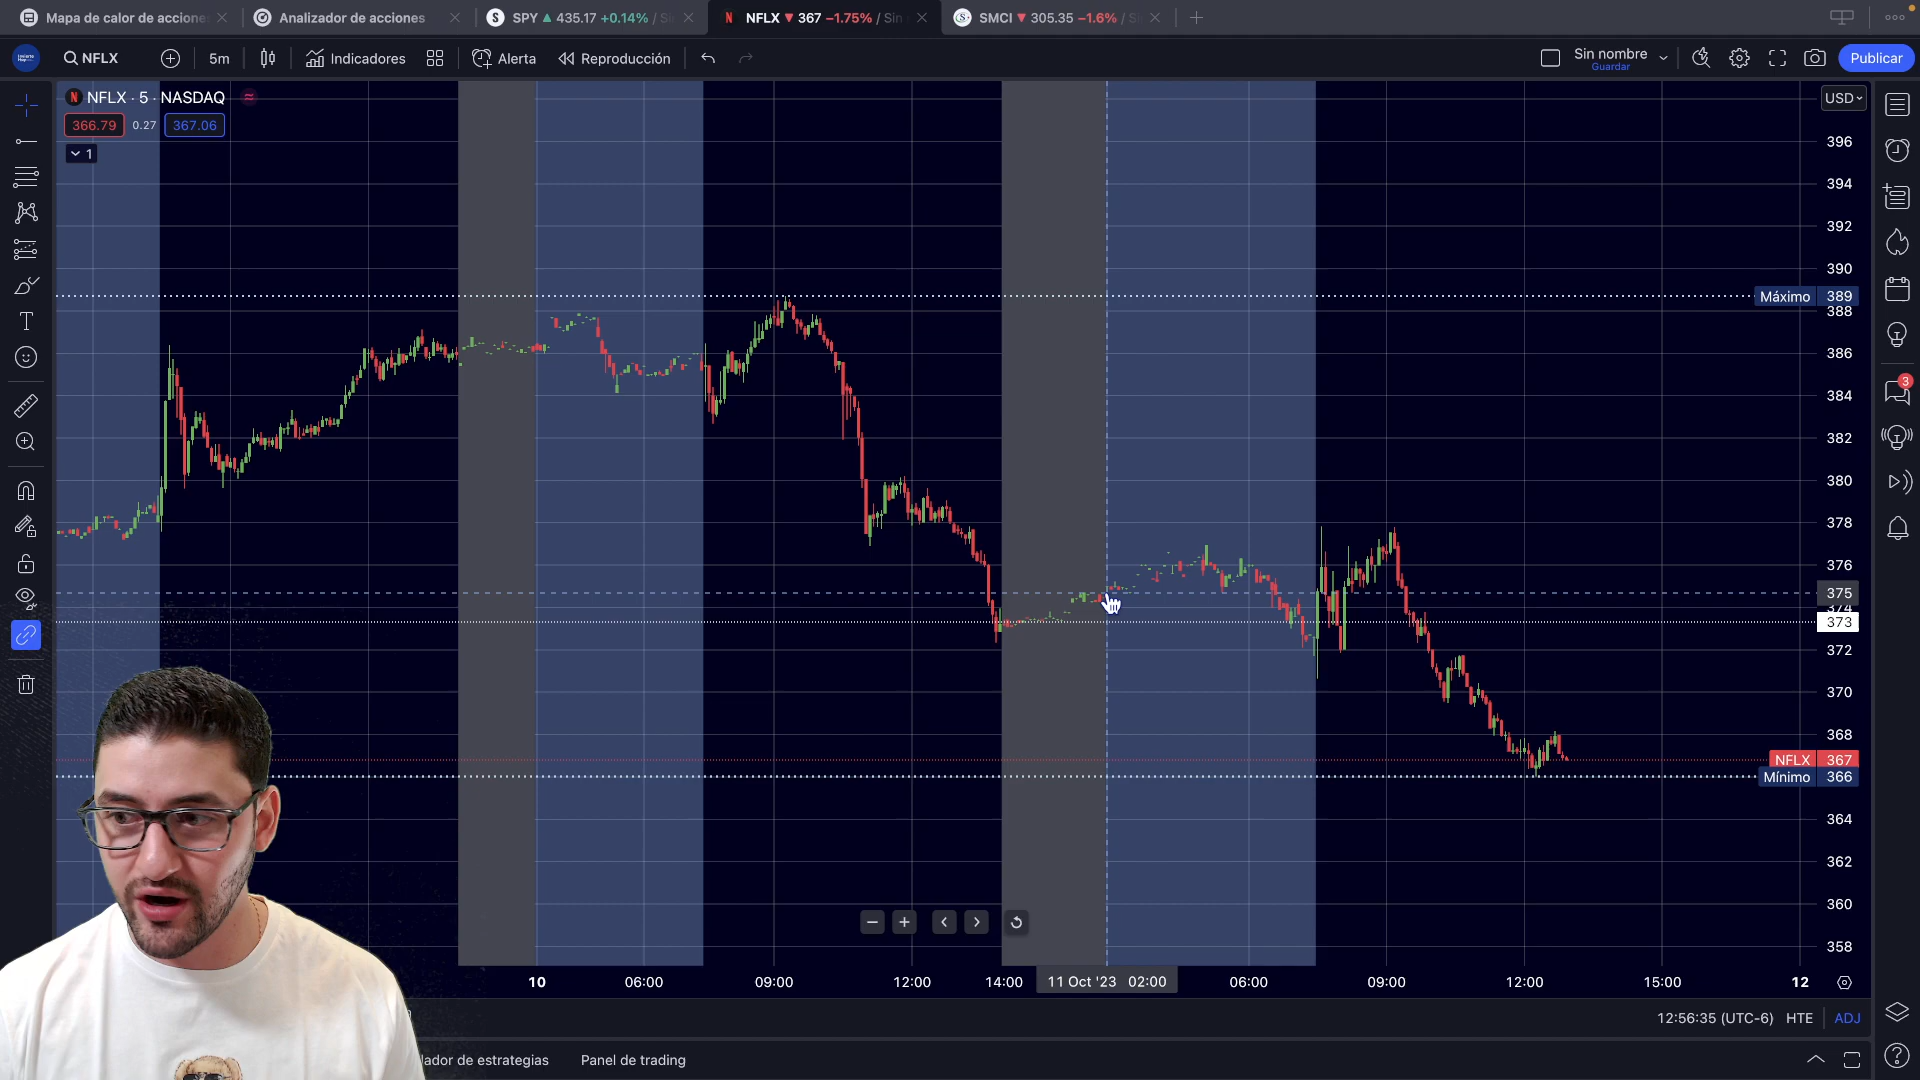 Mapa de calor de accione
Analizador de acciones
SPY ▲ 435.17 +0.14% / Si
NFLX ▼ 367 −1.75% / Sin
SMCI ▼ 305.35 −1.6% / Si
NFLX
5m
Indicadores
Alerta
Reproducción
Sin nombre
Guardar
Publicar
NFLX · 5 · NASDAQ
366.79
0.27
367.06
1
USD
396
394
392
390
Máximo 389
388
386
384
382
380
378
376
375
374
373
372
370
368
NFLX 367
Mínimo 366
364
362
360
358
3
10
06:00
09:00
12:00
14:00
11 Oct '23 02:00
06:00
09:00
12:00
15:00
12
12:56:35 (UTC-6)
HTE
ADJ
lador de estrategias
Panel de trading